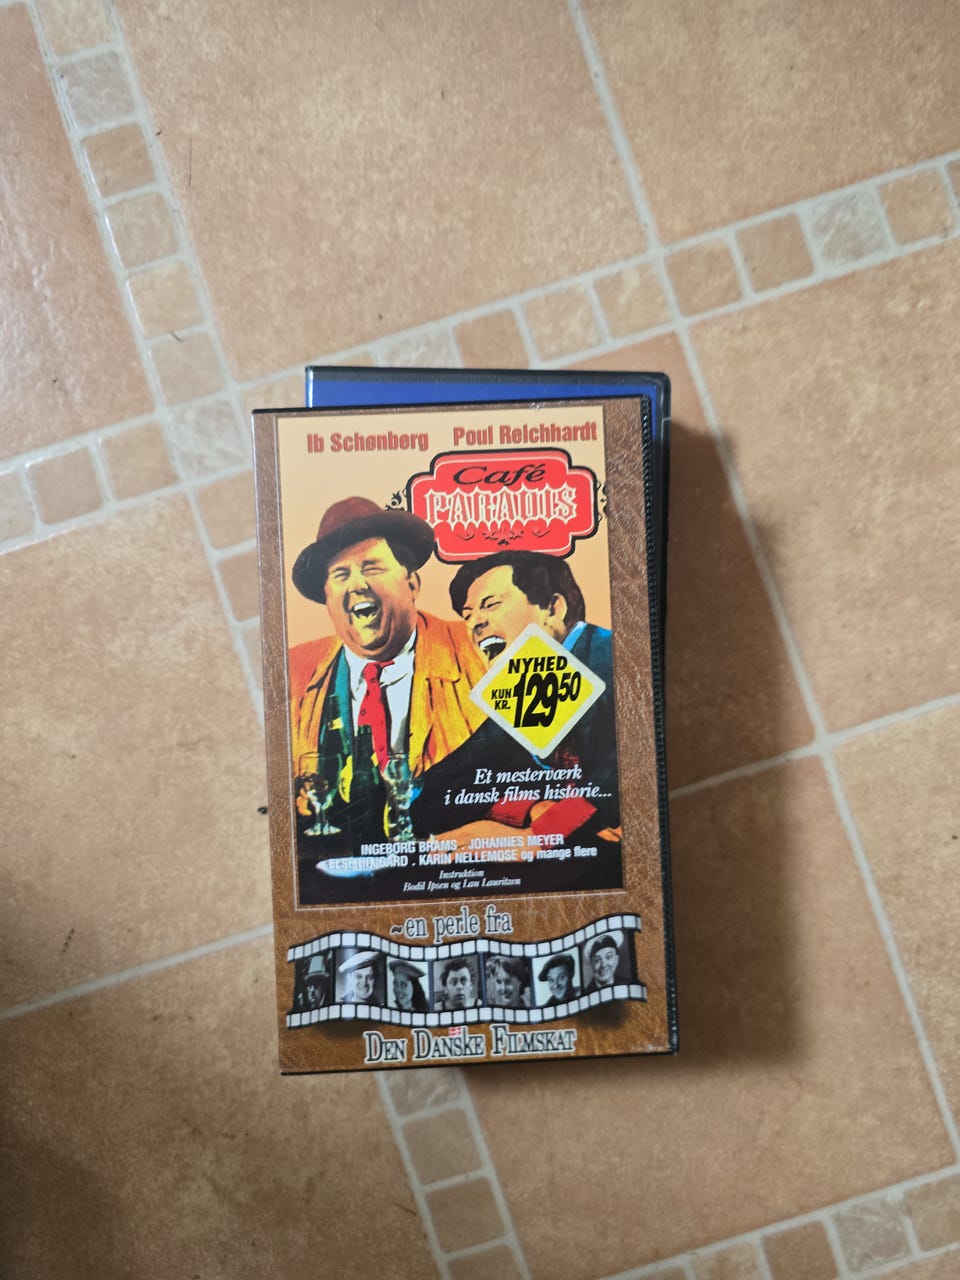 Ib Schønberg Poul Reichhardt
Café
PARADIS
NYHED
KUN
KR. 129 50
Et mesterværk
i dansk films historie...
INGEBORG BRAMS . JOHANNES MEYER
ELSE HØJGARD . KARIN NELLEMOSE og mange flere
Instruktion
Bodil Ipsen og Lau Lauritzen
~en perle fra
DEN DANSKE FILMSKAT